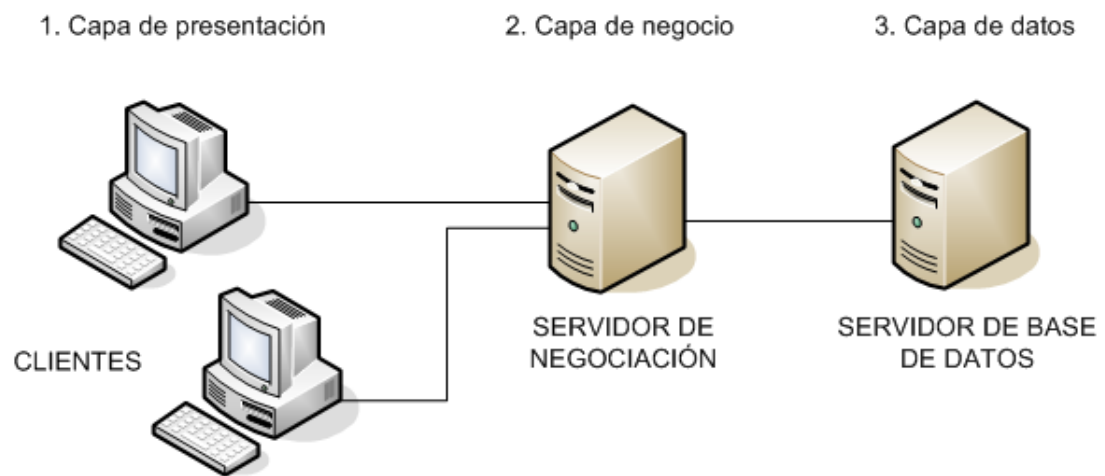 1. Capa de presentación
2. Capa de negocio
3. Capa de datos
CLIENTES
SERVIDOR DE
NEGOCIACIÓN
SERVIDOR DE BASE
DE DATOS